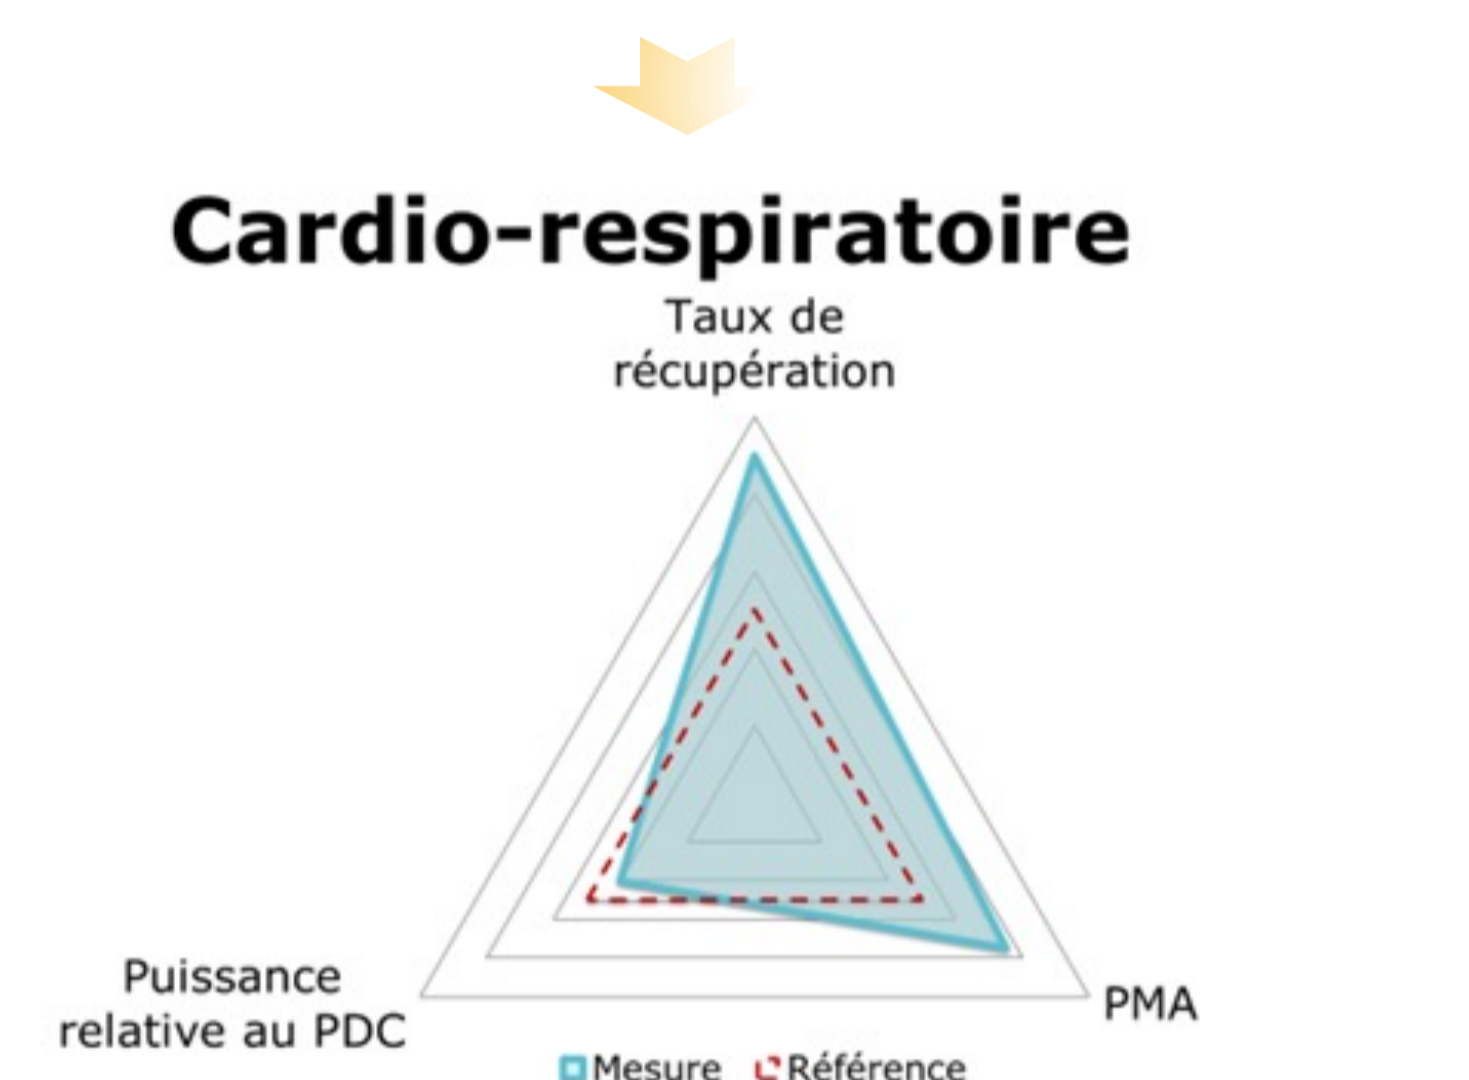 Cardio-respiratoire
Taux de
récupération
Puissance
relative au PDC
PMA
Mesure Référence